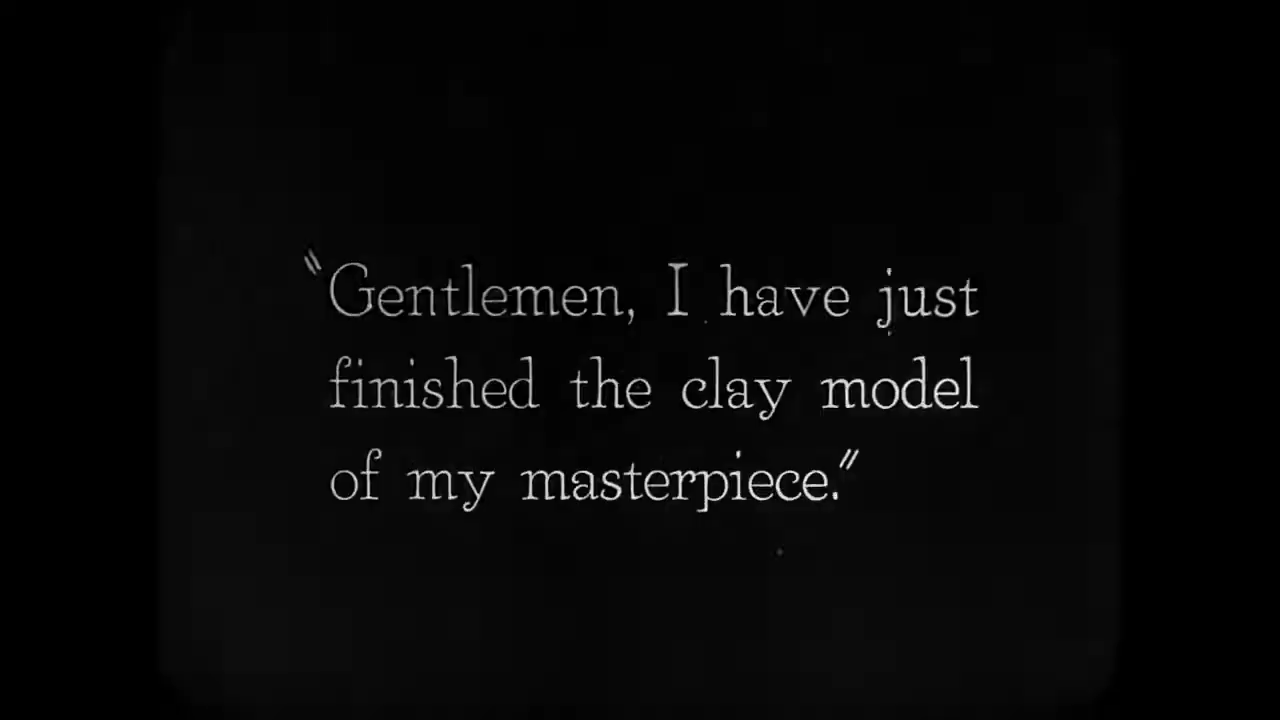 "Gentlemen, I have just
finished the clay model
of my masterpiece."